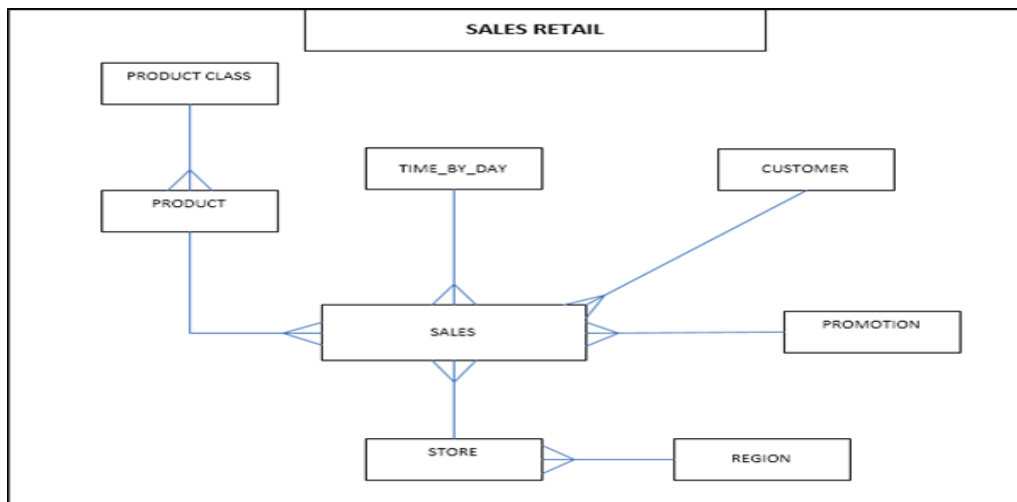 SALES RETAIL
PRODUCT CLASS
TIME_BY_DAY
CUSTOMER
PRODUCT
SALES
PROMOTION
STORE
REGION